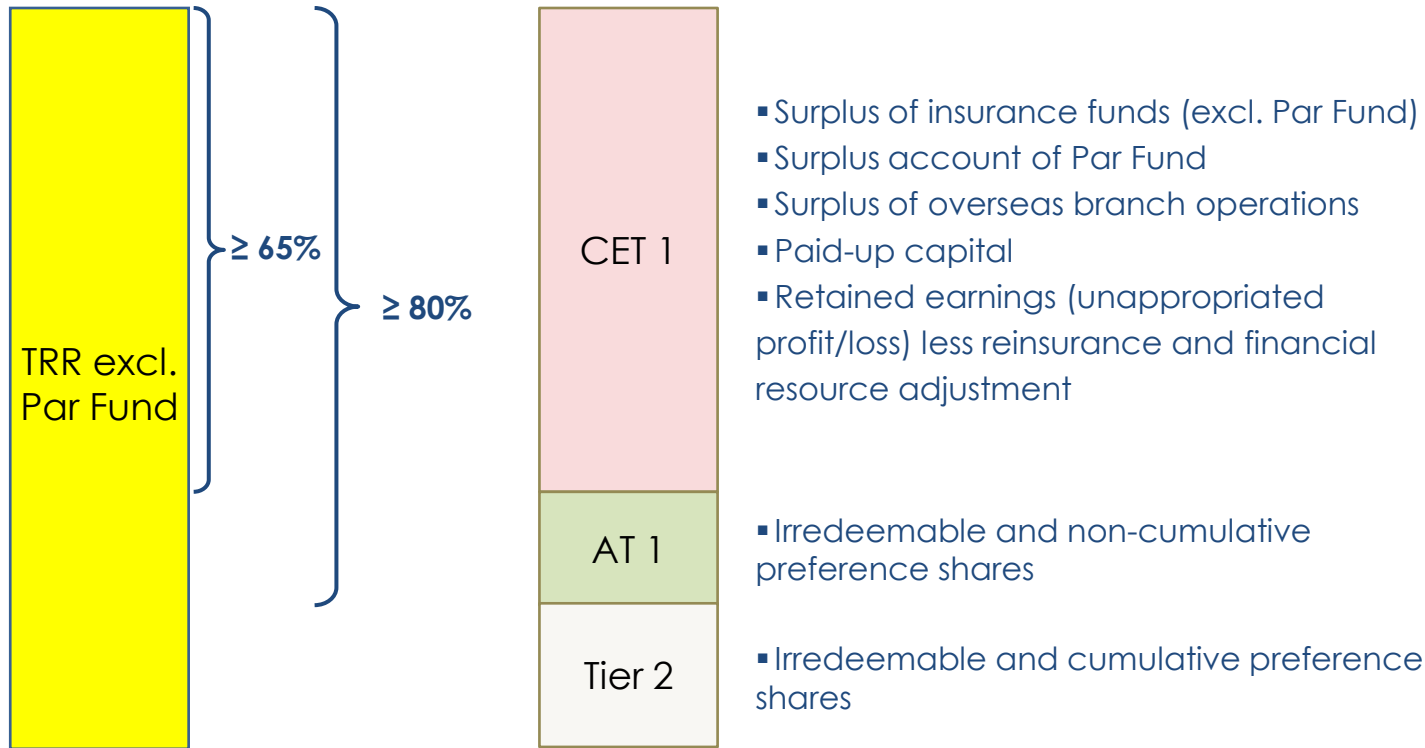 TRR excl.
Par Fund
≥ 65%
≥ 80%
CET 1
▪Surplus of insurance funds (excl. Par Fund)
▪Surplus account of Par Fund
▪Surplus of overseas branch operations
▪Paid-up capital
▪Retained earnings (unappropriated
profit/loss) less reinsurance and financial
resource adjustment
AT 1
▪Irredeemable and non-cumulative
preference shares
Tier 2
▪Irredeemable and cumulative preference
shares